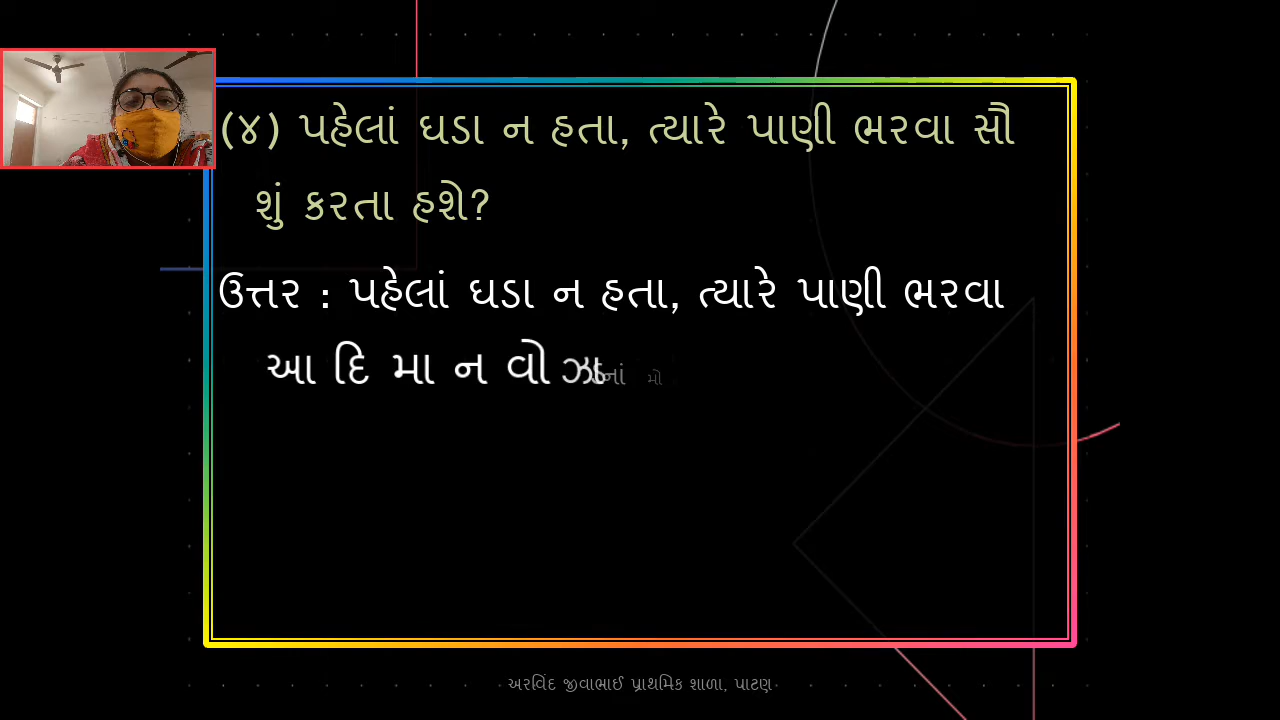 (૪) પહેલાં ઘડા ન હતા, ત્યારે પાણી ભરવા સૌ
શું કરતા હશે?
ઉત્તર : પહેલાં ઘડા ન હતા, ત્યારે પાણી ભરવા
આ દિ મા ન વો
અરવિંદ જીવાભાઈ પ્રાથમિક શાળા, પાટણ